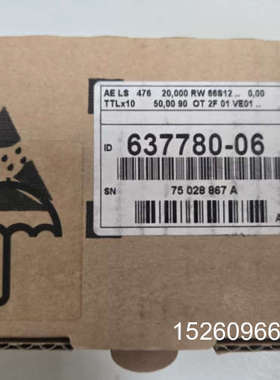 AE LS 476 20,000 RW 66S12 .. 0,00
TTLx10 50,00 90 OT 2F 01 VE01 ..
ID 637780-06
SN 75 028 867 A
A
15260966